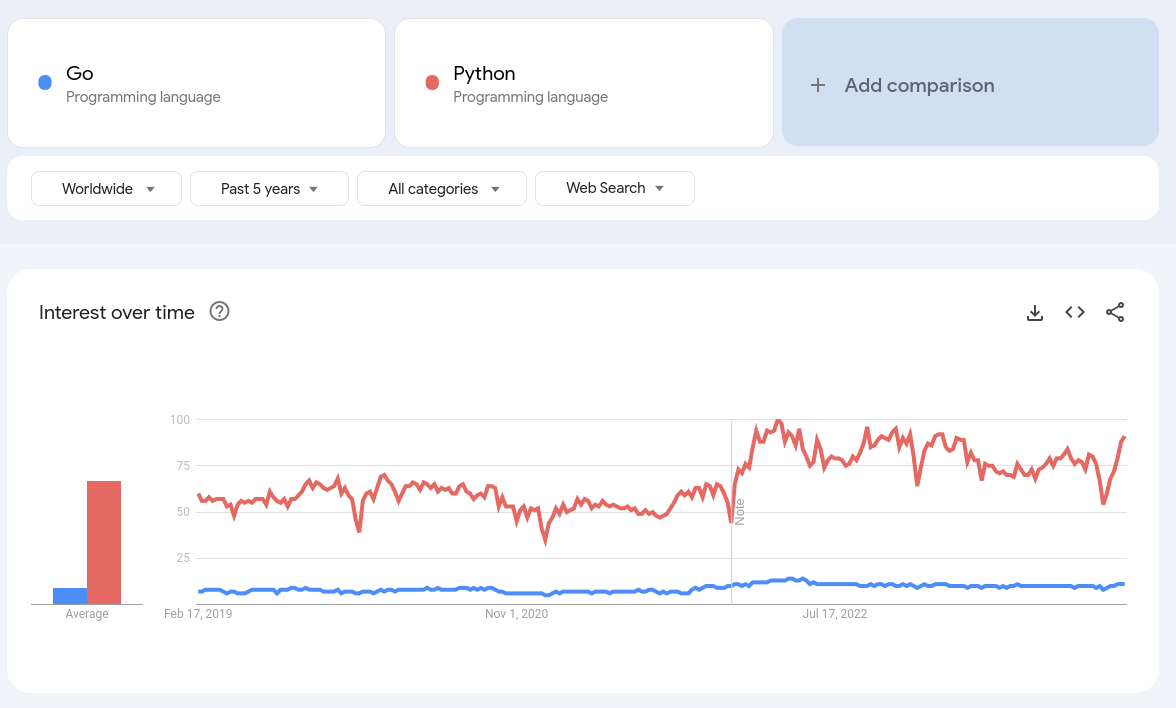 Go
Programming language
Python
Programming language
+ Add comparison
Worldwide
Past 5 years
All categories
Web Search
Interest over time ?
100
75
50
25
Note
Average
Feb 17, 2019
Nov 1, 2020
Jul 17, 2022